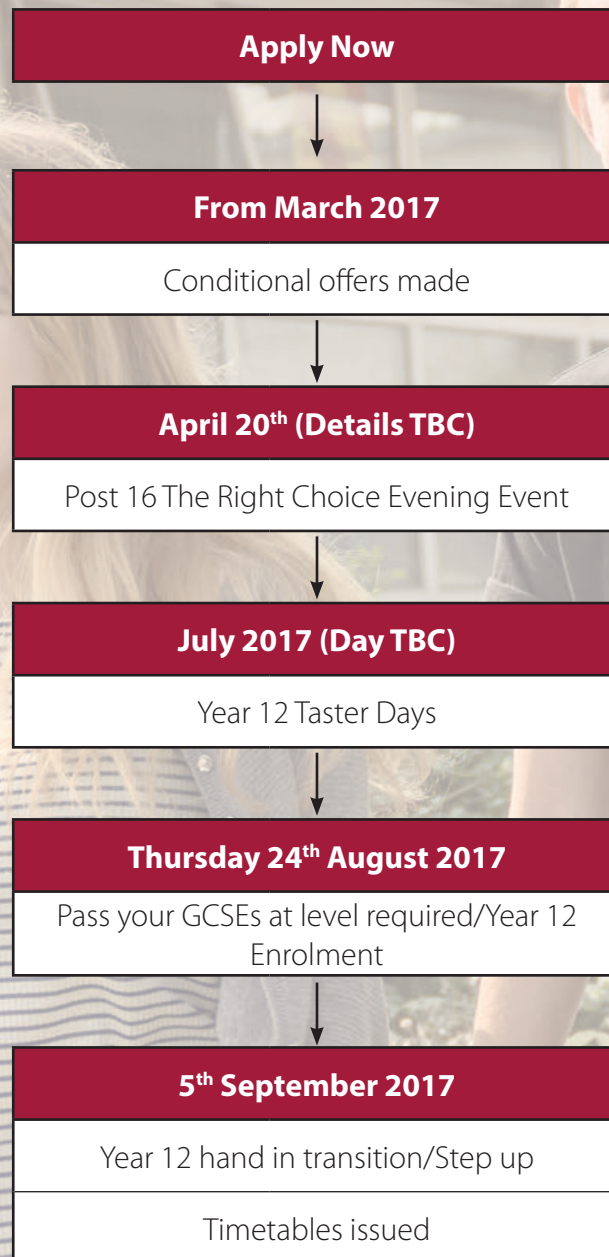 Apply Now
From March 2017
Conditional offers made
April 20th (Details TBC)
Post 16 The Right Choice Evening Event
July 2017 (Day TBC)
Year 12 Taster Days
Thursday 24th August 2017
Pass your GCSEs at level required/Year 12
Enrolment
5th September 2017
Year 12 hand in transition/Step up
Timetables issued